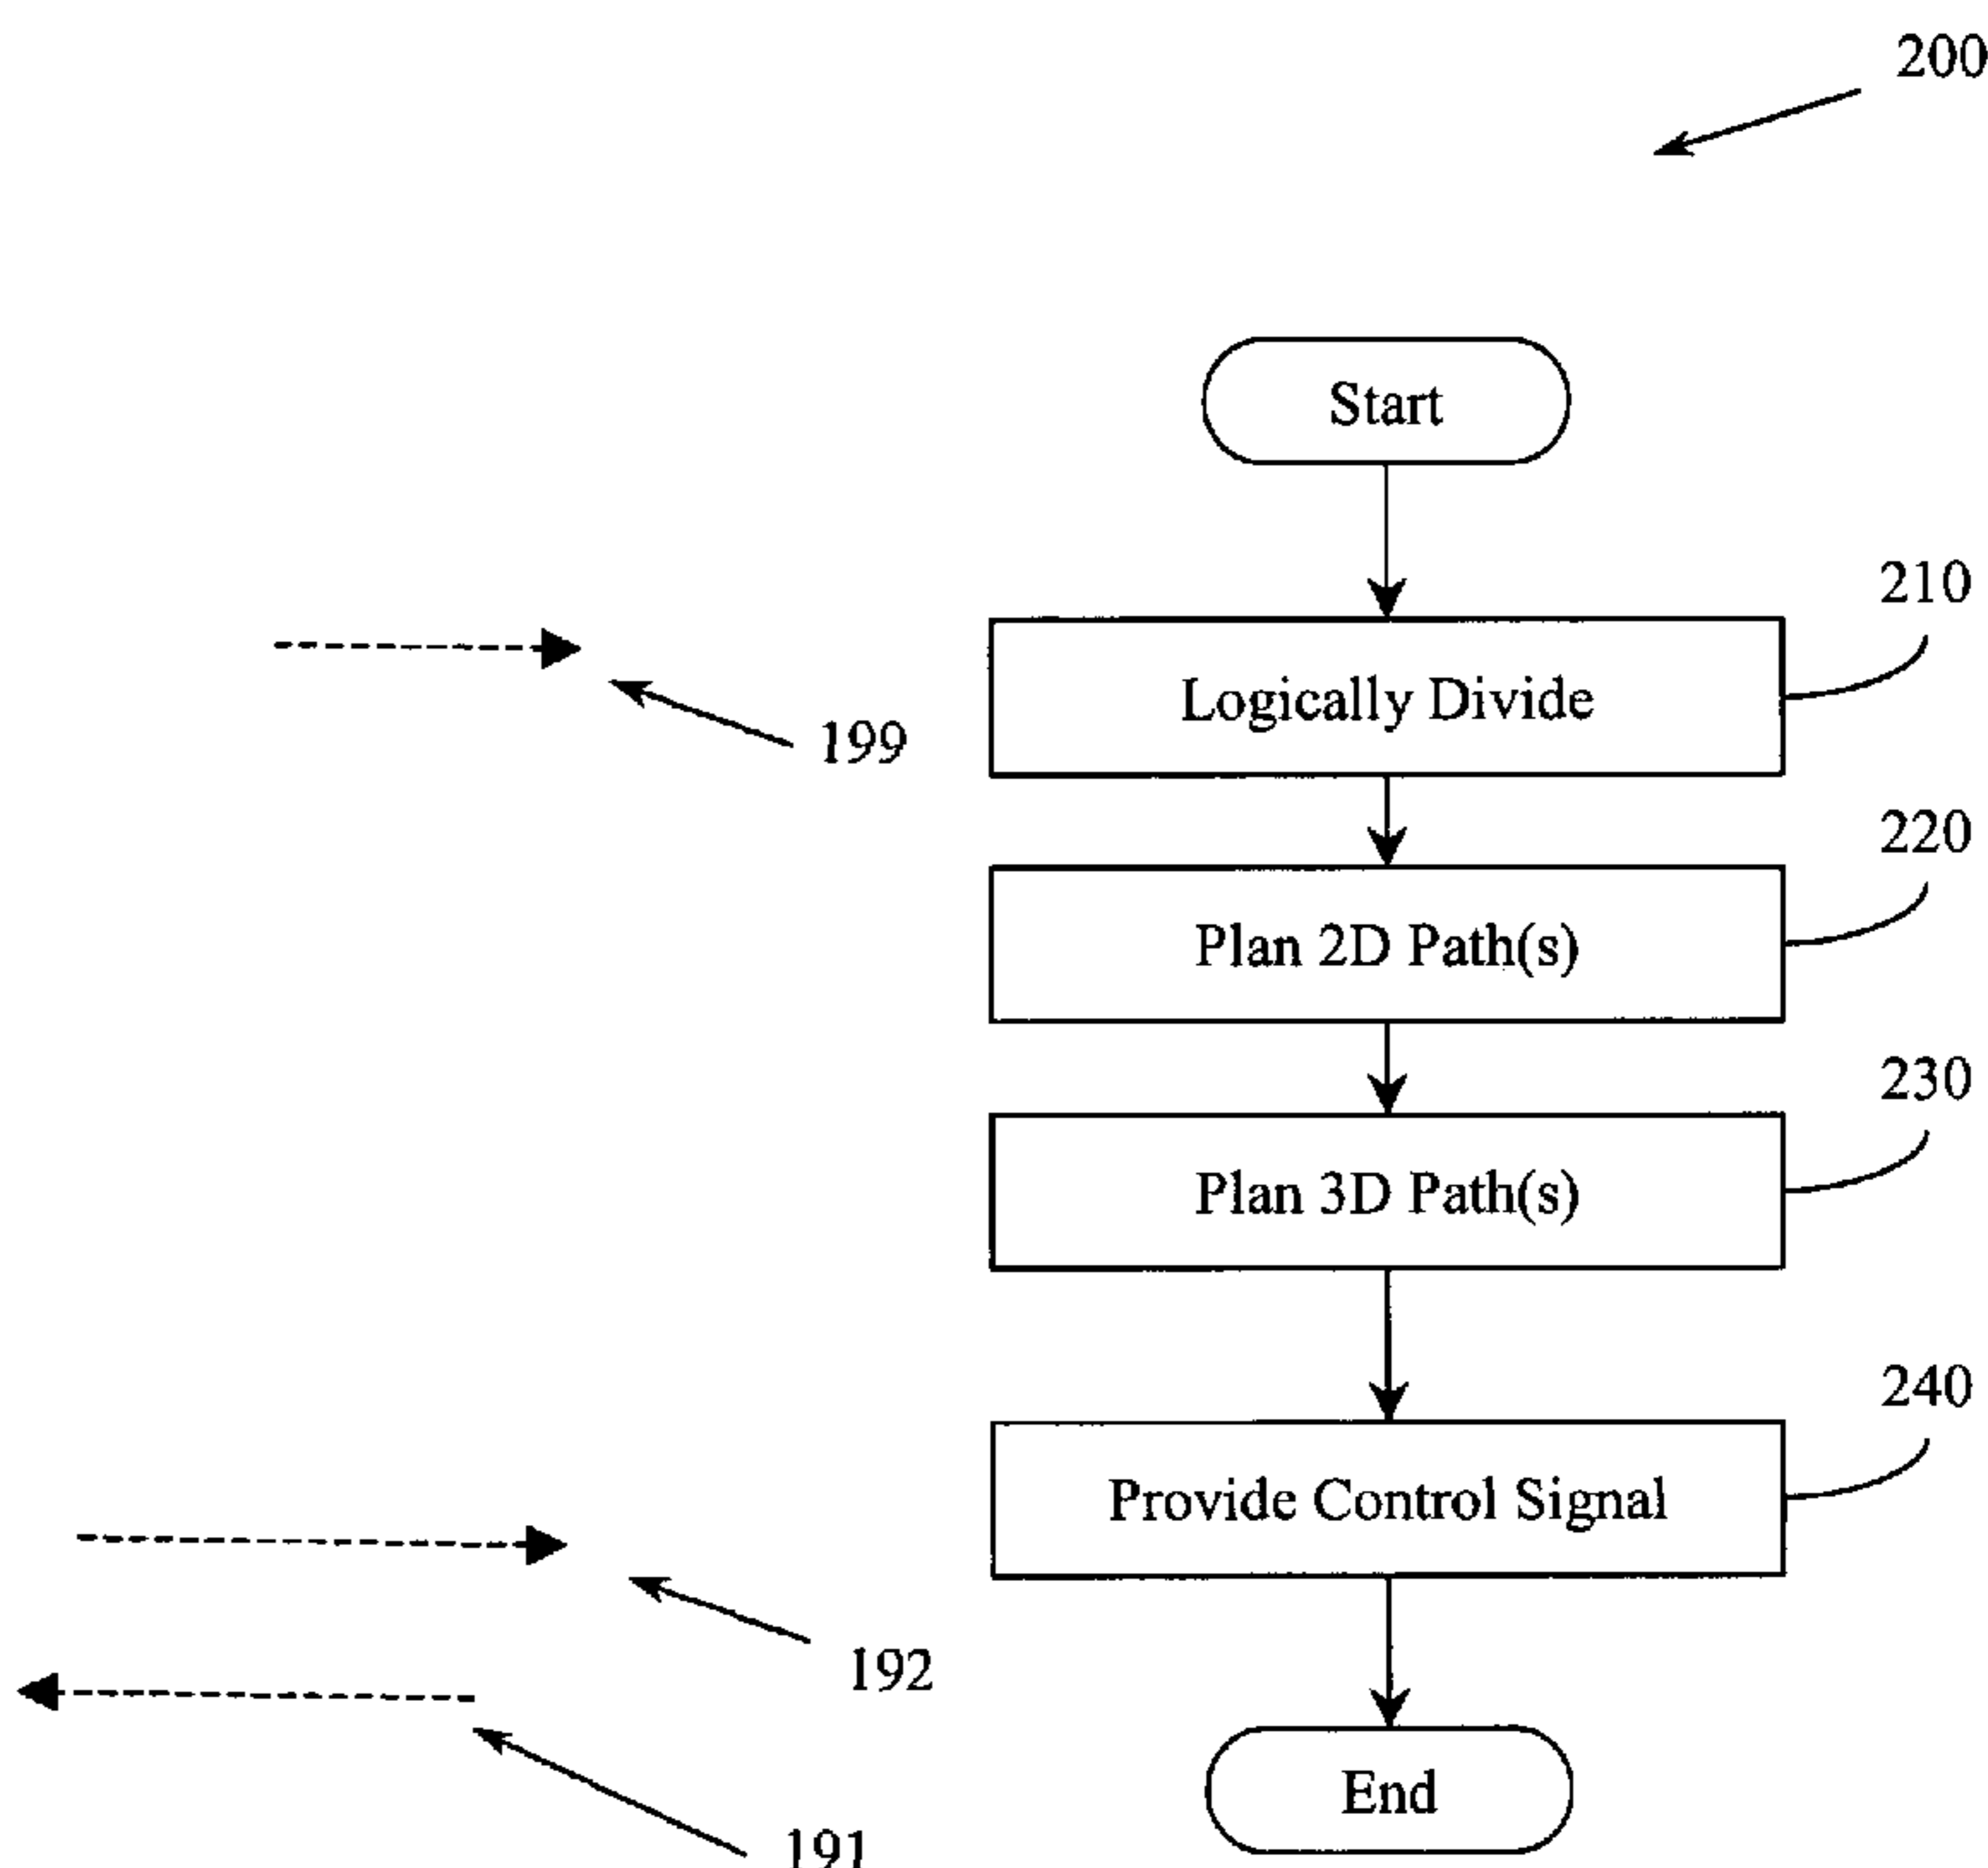 200
Start
210
Logically Divide
199
220
Plan 2D Path(s)
230
Plan 3D Path(s)
240
Provide Control Signal
192
End
191